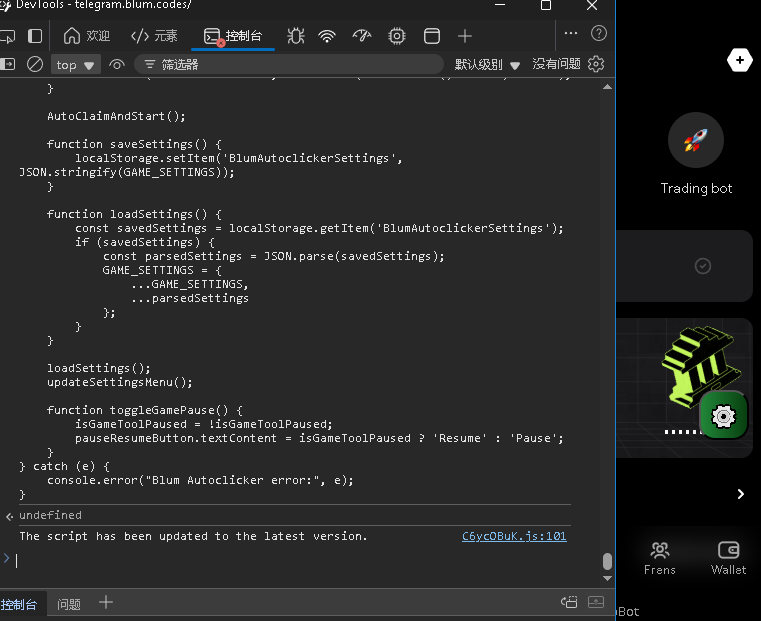 DevTools - telegram.blum.codes/
欢迎
元素
控制台
top
筛选器
默认级别
没有问题
}
AutoClaimAndStart();
function saveSettings() {
localStorage.setItem('BlumAutoclickerSettings',
JSON.stringify(GAME_SETTINGS));
}
function loadSettings() {
const savedSettings = localStorage.getItem('BlumAutoclickerSettings');
if (savedSettings) {
const parsedSettings = JSON.parse(savedSettings);
GAME_SETTINGS = {
...GAME_SETTINGS,
...parsedSettings
};
}
}
loadSettings();
updateSettingsMenu();
function toggleGamePause() {
isGameToolPaused = !isGameToolPaused;
pauseResumeButton.textContent = isGameToolPaused ? 'Resume' : 'Pause';
}
} catch (e) {
console.error("Blum Autoclicker error:", e);
}
undefined
The script has been updated to the latest version.
C6ycOBuK.js:101
控制台
问题
Trading bot
Frens
Wallet
Bot